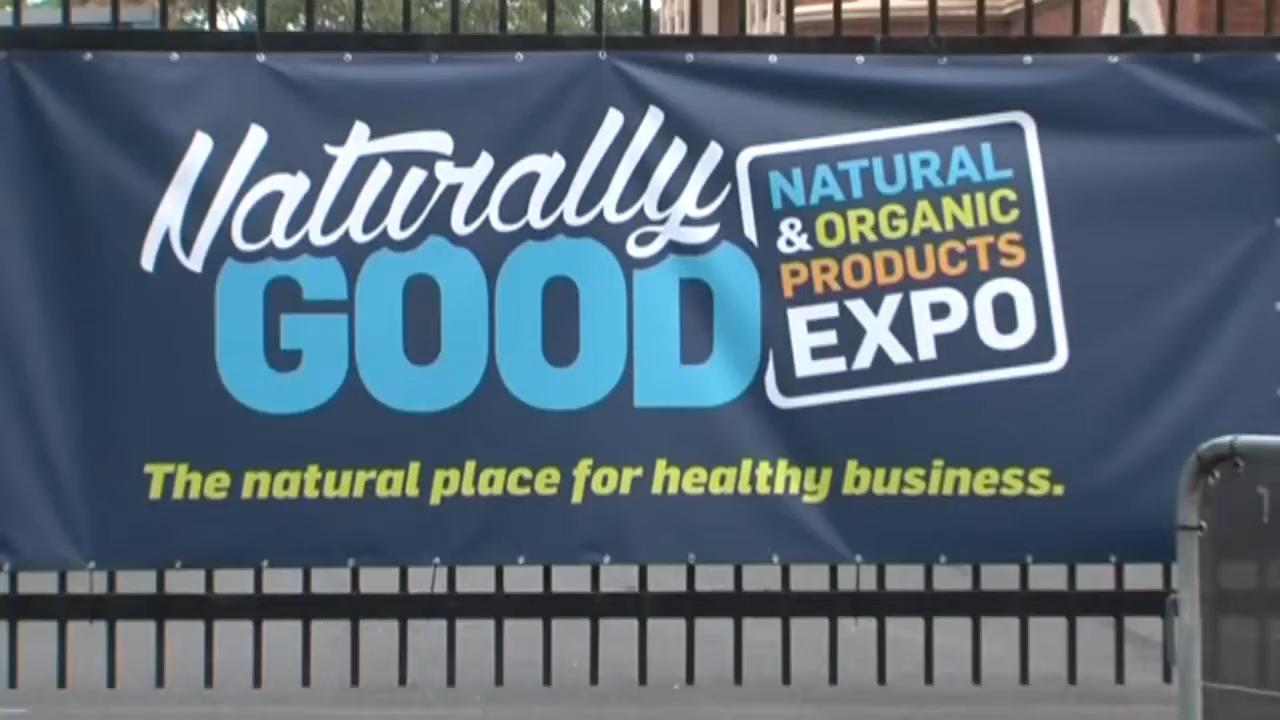 Naturally
GOOD
NATURAL
& ORGANIC
PRODUCTS
EXPO
The natural place for healthy business.